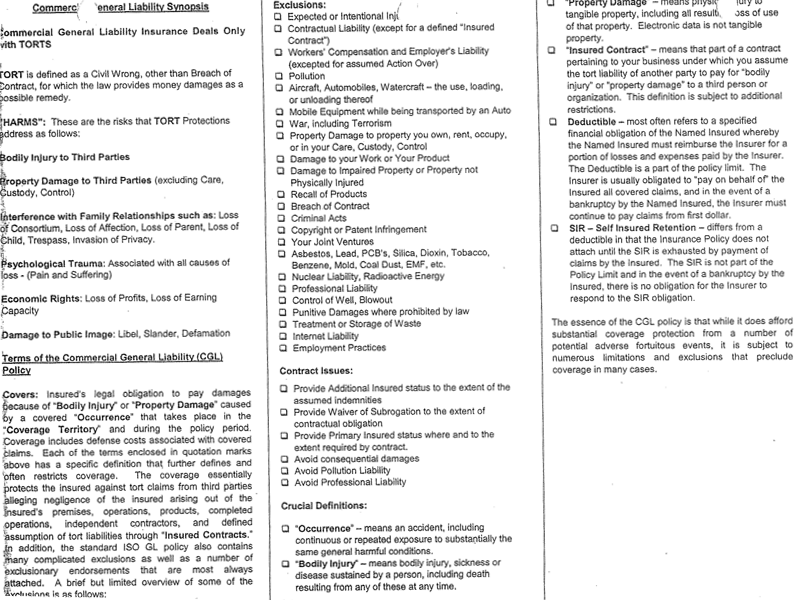 Commerc eneral Liability Synopsis
ommercial General Liability Insurance Deals Only
with TORTS
TORT is defined as a Civil Wrong, other than Breach of
Contract, for which the law provides money damages as a
possible remedy.
"HARMS": These are the risks that TORT Protections
address as follows:
Bodily Injury to Third Parties
Property Damage to Third Parties (excluding Care,
Custody, Control)
Interference with Family Relationships such as: Loss
of Consortium, Loss of Affection, Loss of Parent, Loss of
Child, Trespass, Invasion of Privacy.
Psychological Trauma: Associated with all causes of
loss - (Pain and Suffering)
Economic Rights: Loss of Profits, Loss of Earning
Capacity
Damage to Public Image: Libel, Slander, Defamation
Terms of the Commercial General Liability (CGL)
Policy
Covers: Insured's legal obligation to pay damages
because of "Bodily Injury" or "Property Damage" caused
by a covered "Occurrence" that takes place in the
"Coverage Territory" and during the policy period.
Coverage includes defense costs associated with covered
claims. Each of the terms enclosed in quotation marks
above has a specific definition that further defines and
often restricts coverage. The coverage essentially
protects the insured against tort claims from third parties
alleging negligence of the insured arising out of the
insured's premises, operations, products, completed
operations, independent contractors, and defined
assumption of tort liabilities through "Insured Contracts."
In addition, the standard ISO GL policy also contains
many complicated exclusions as well as a number of
exclusionary endorsements that are most always
attached. A brief but limited overview of some of the
exclusions is as follows:
Exclusions:
❑ Expected or Intentional Inj
❑ Contractual Liability (except for a defined "Insured
Contract")
❑ Workers' Compensation and Employer's Liability
(excepted for assumed Action Over)
❑ Pollution
❑ Aircraft, Automobiles, Watercraft – the use, loading,
or unloading thereof
❑ Mobile Equipment while being transported by an Auto
❑ War, including Terrorism
❑ Property Damage to property you own, rent, occupy,
or in your Care, Custody, Control
❑ Damage to your Work or Your Product
❑ Damage to Impaired Property or Property not
Physically Injured
❑ Recall of Products
❑ Breach of Contract
❑ Criminal Acts
❑ Copyright or Patent Infringement
❑ Your Joint Ventures
❑ Asbestos, Lead, PCB's, Silica, Dioxin, Tobacco,
Benzene, Mold, Coal Dust, EMF, etc.
❑ Nuclear Liability, Radioactive Energy
❑ Professional Liability
❑ Control of Well, Blowout
❑ Punitive Damages where prohibited by law
❑ Treatment or Storage of Waste
❑ Internet Liability
❑ Employment Practices
Contract Issues:
❑ Provide Additional Insured status to the extent of the
assumed indemnities
❑ Provide Waiver of Subrogation to the extent of
contractual obligation
❑ Provide Primary Insured status where and to the
extent required by contract.
❑ Avoid consequential damages
❑ Avoid Pollution Liability
❑ Avoid Professional Liability
Crucial Definitions:
❑ "Occurrence" – means an accident, including
continuous or repeated exposure to substantially the
same general harmful conditions.
❑ "Bodily Injury" – means bodily injury, sickness or
disease sustained by a person, including death
resulting from any of these at any time.
❑ "Property Damage" – means physic jury to
tangible property, including all result oss of use
of that property. Electronic data is not tangible
property.
❑ "Insured Contract" – means that part of a contract
pertaining to your business under which you assume
the tort liability of another party to pay for "bodily
injury" or "property damage" to a third person or
organization. This definition is subject to additional
restrictions.
❑ Deductible – most often refers to a specified
financial obligation of the Named Insured whereby
the Named Insured must reimburse the Insurer for a
portion of losses and expenses paid by the Insurer.
The Deductible is a part of the policy limit. The
Insurer is usually obligated to "pay on behalf of" the
Insured all covered claims, and in the event of a
bankruptcy by the Named Insured, the Insurer must
continue to pay claims from first dollar.
❑ SIR – Self Insured Retention – differs from a
deductible in that the Insurance Policy does not
attach until the SIR is exhausted by payment of
claims by the Insured. The SIR is not part of the
Policy Limit and in the event of a bankruptcy by the
Insured, there is no obligation for the Insurer to
respond to the SIR obligation.
The essence of the CGL policy is that while it does afford
substantial coverage protection from a number of
potential adverse fortuitous events, it is subject to
numerous limitations and exclusions that preclude
coverage in many cases.